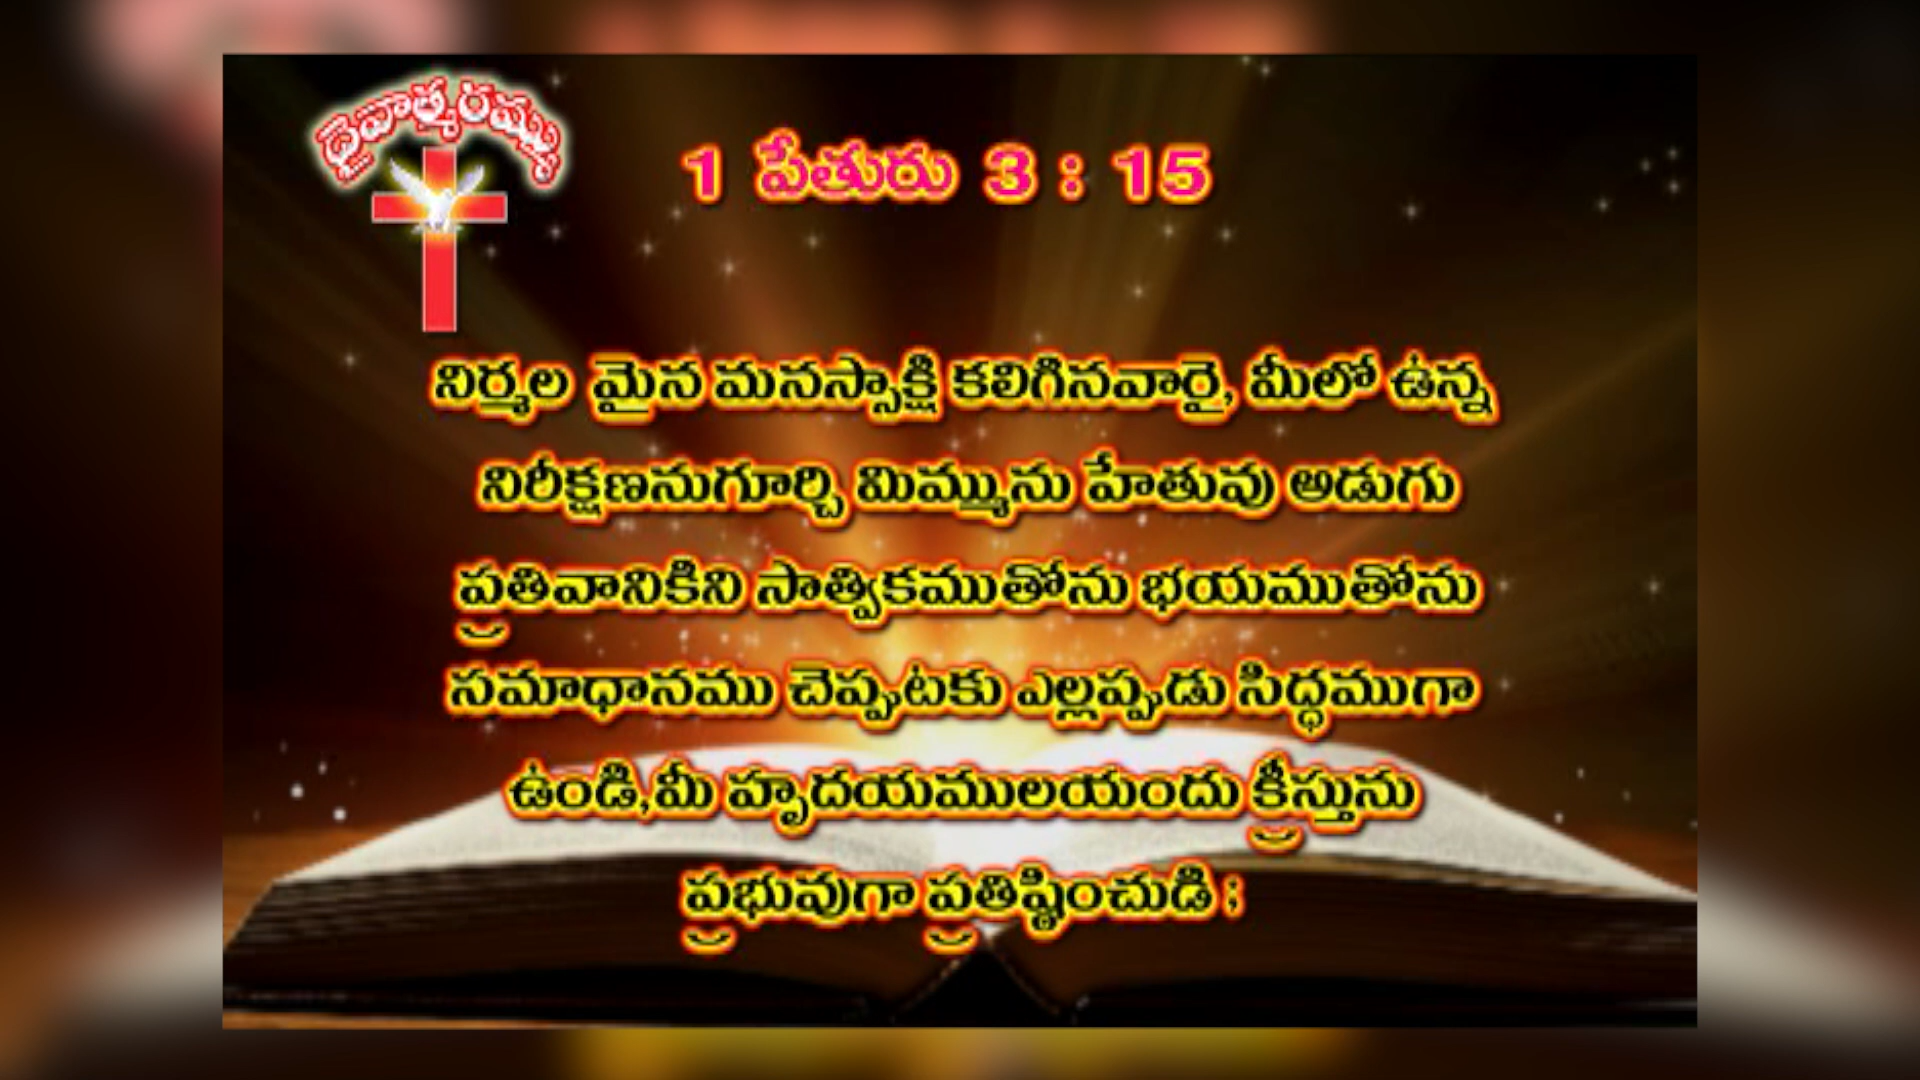 దైవాత్మరమ్ము
1 పేతురు 3 : 15
నిర్మల మైన మనస్సాక్షి కలిగినవారై, మీలో ఉన్న
నిరీక్షణనుగూర్చి మిమ్మును హేతువు అడుగు
ప్రతివానికిని సాత్వికముతోను భయముతోను
సమాధానము చెప్పుటకు ఎల్లప్పుడు సిద్ధముగా
ఉండి,మీ హృదయములయందు క్రీస్తును
ప్రభువుగా ప్రతిష్ఠించుడి ;